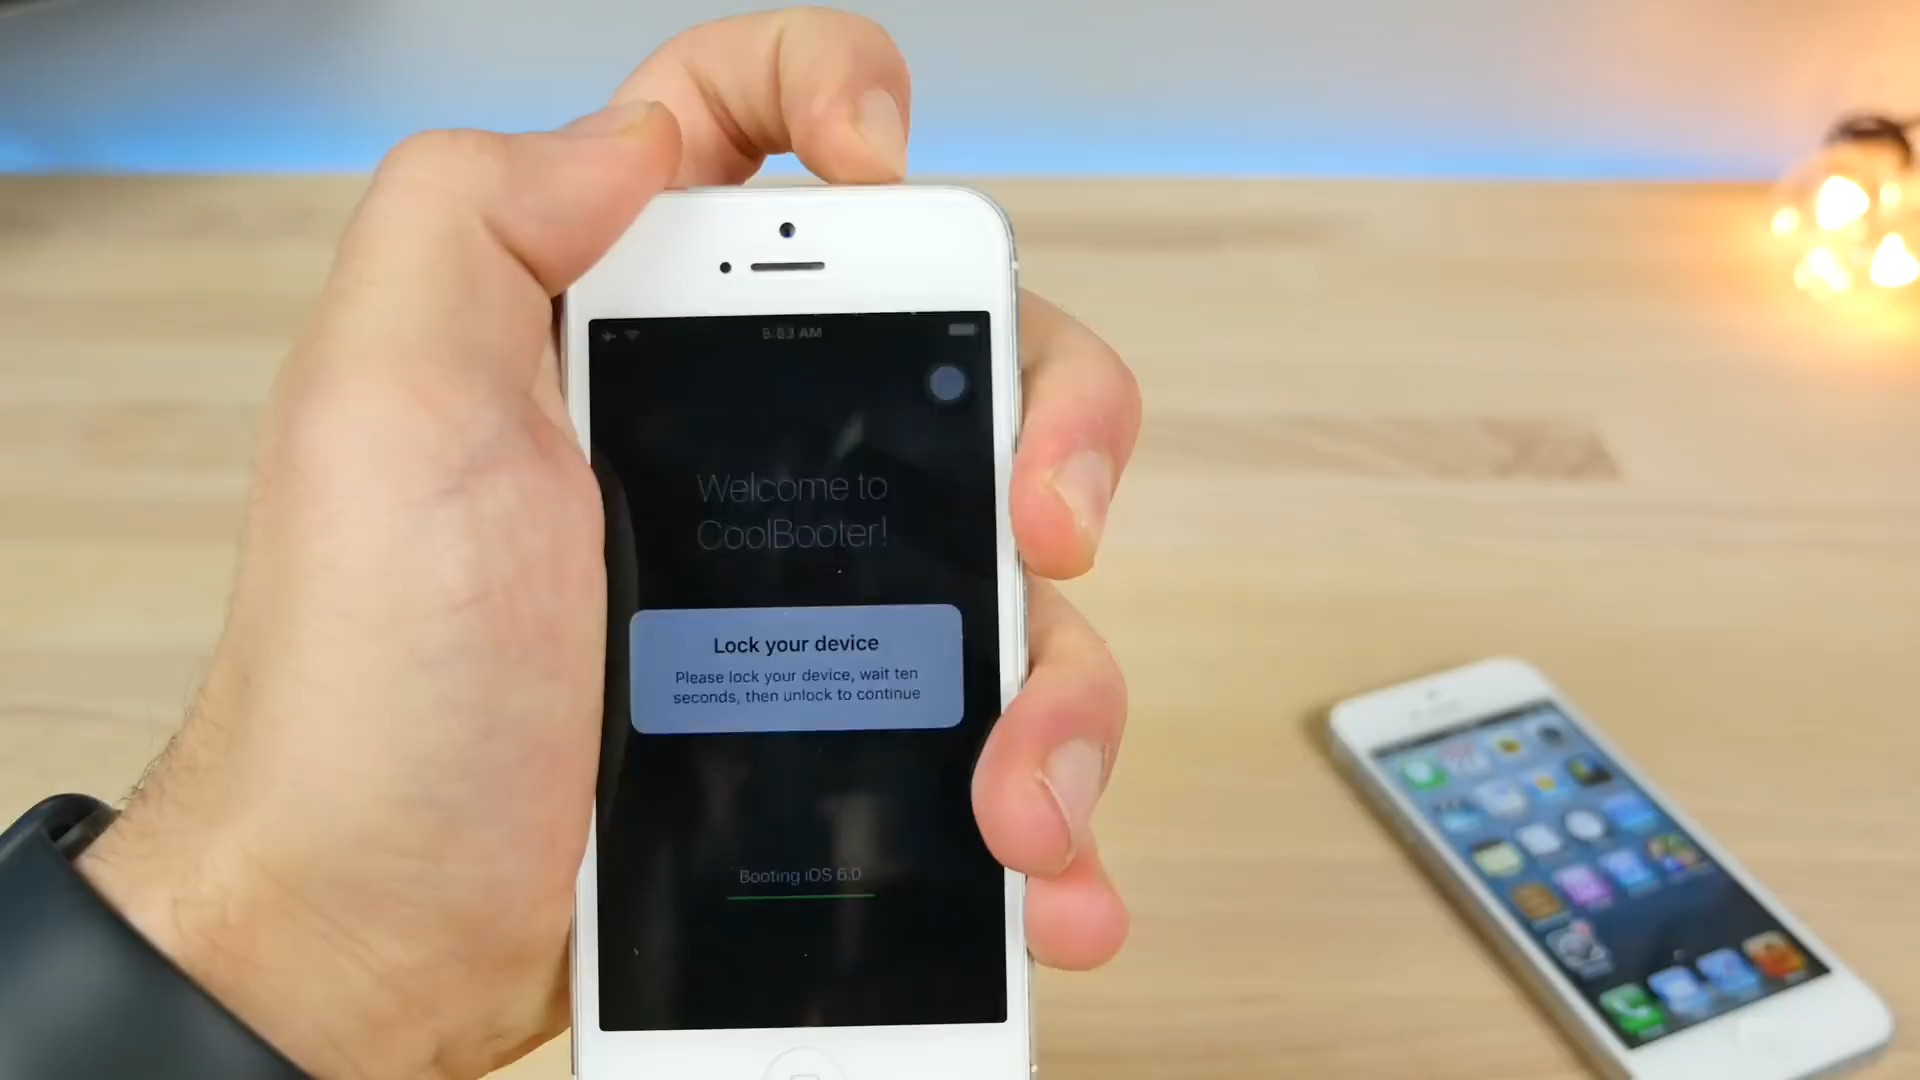 5:53 AM
Welcome to
CoolBooter!
Lock your device
Please lock your device, wait ten
seconds, then unlock to continue
Booting iOS 6.0